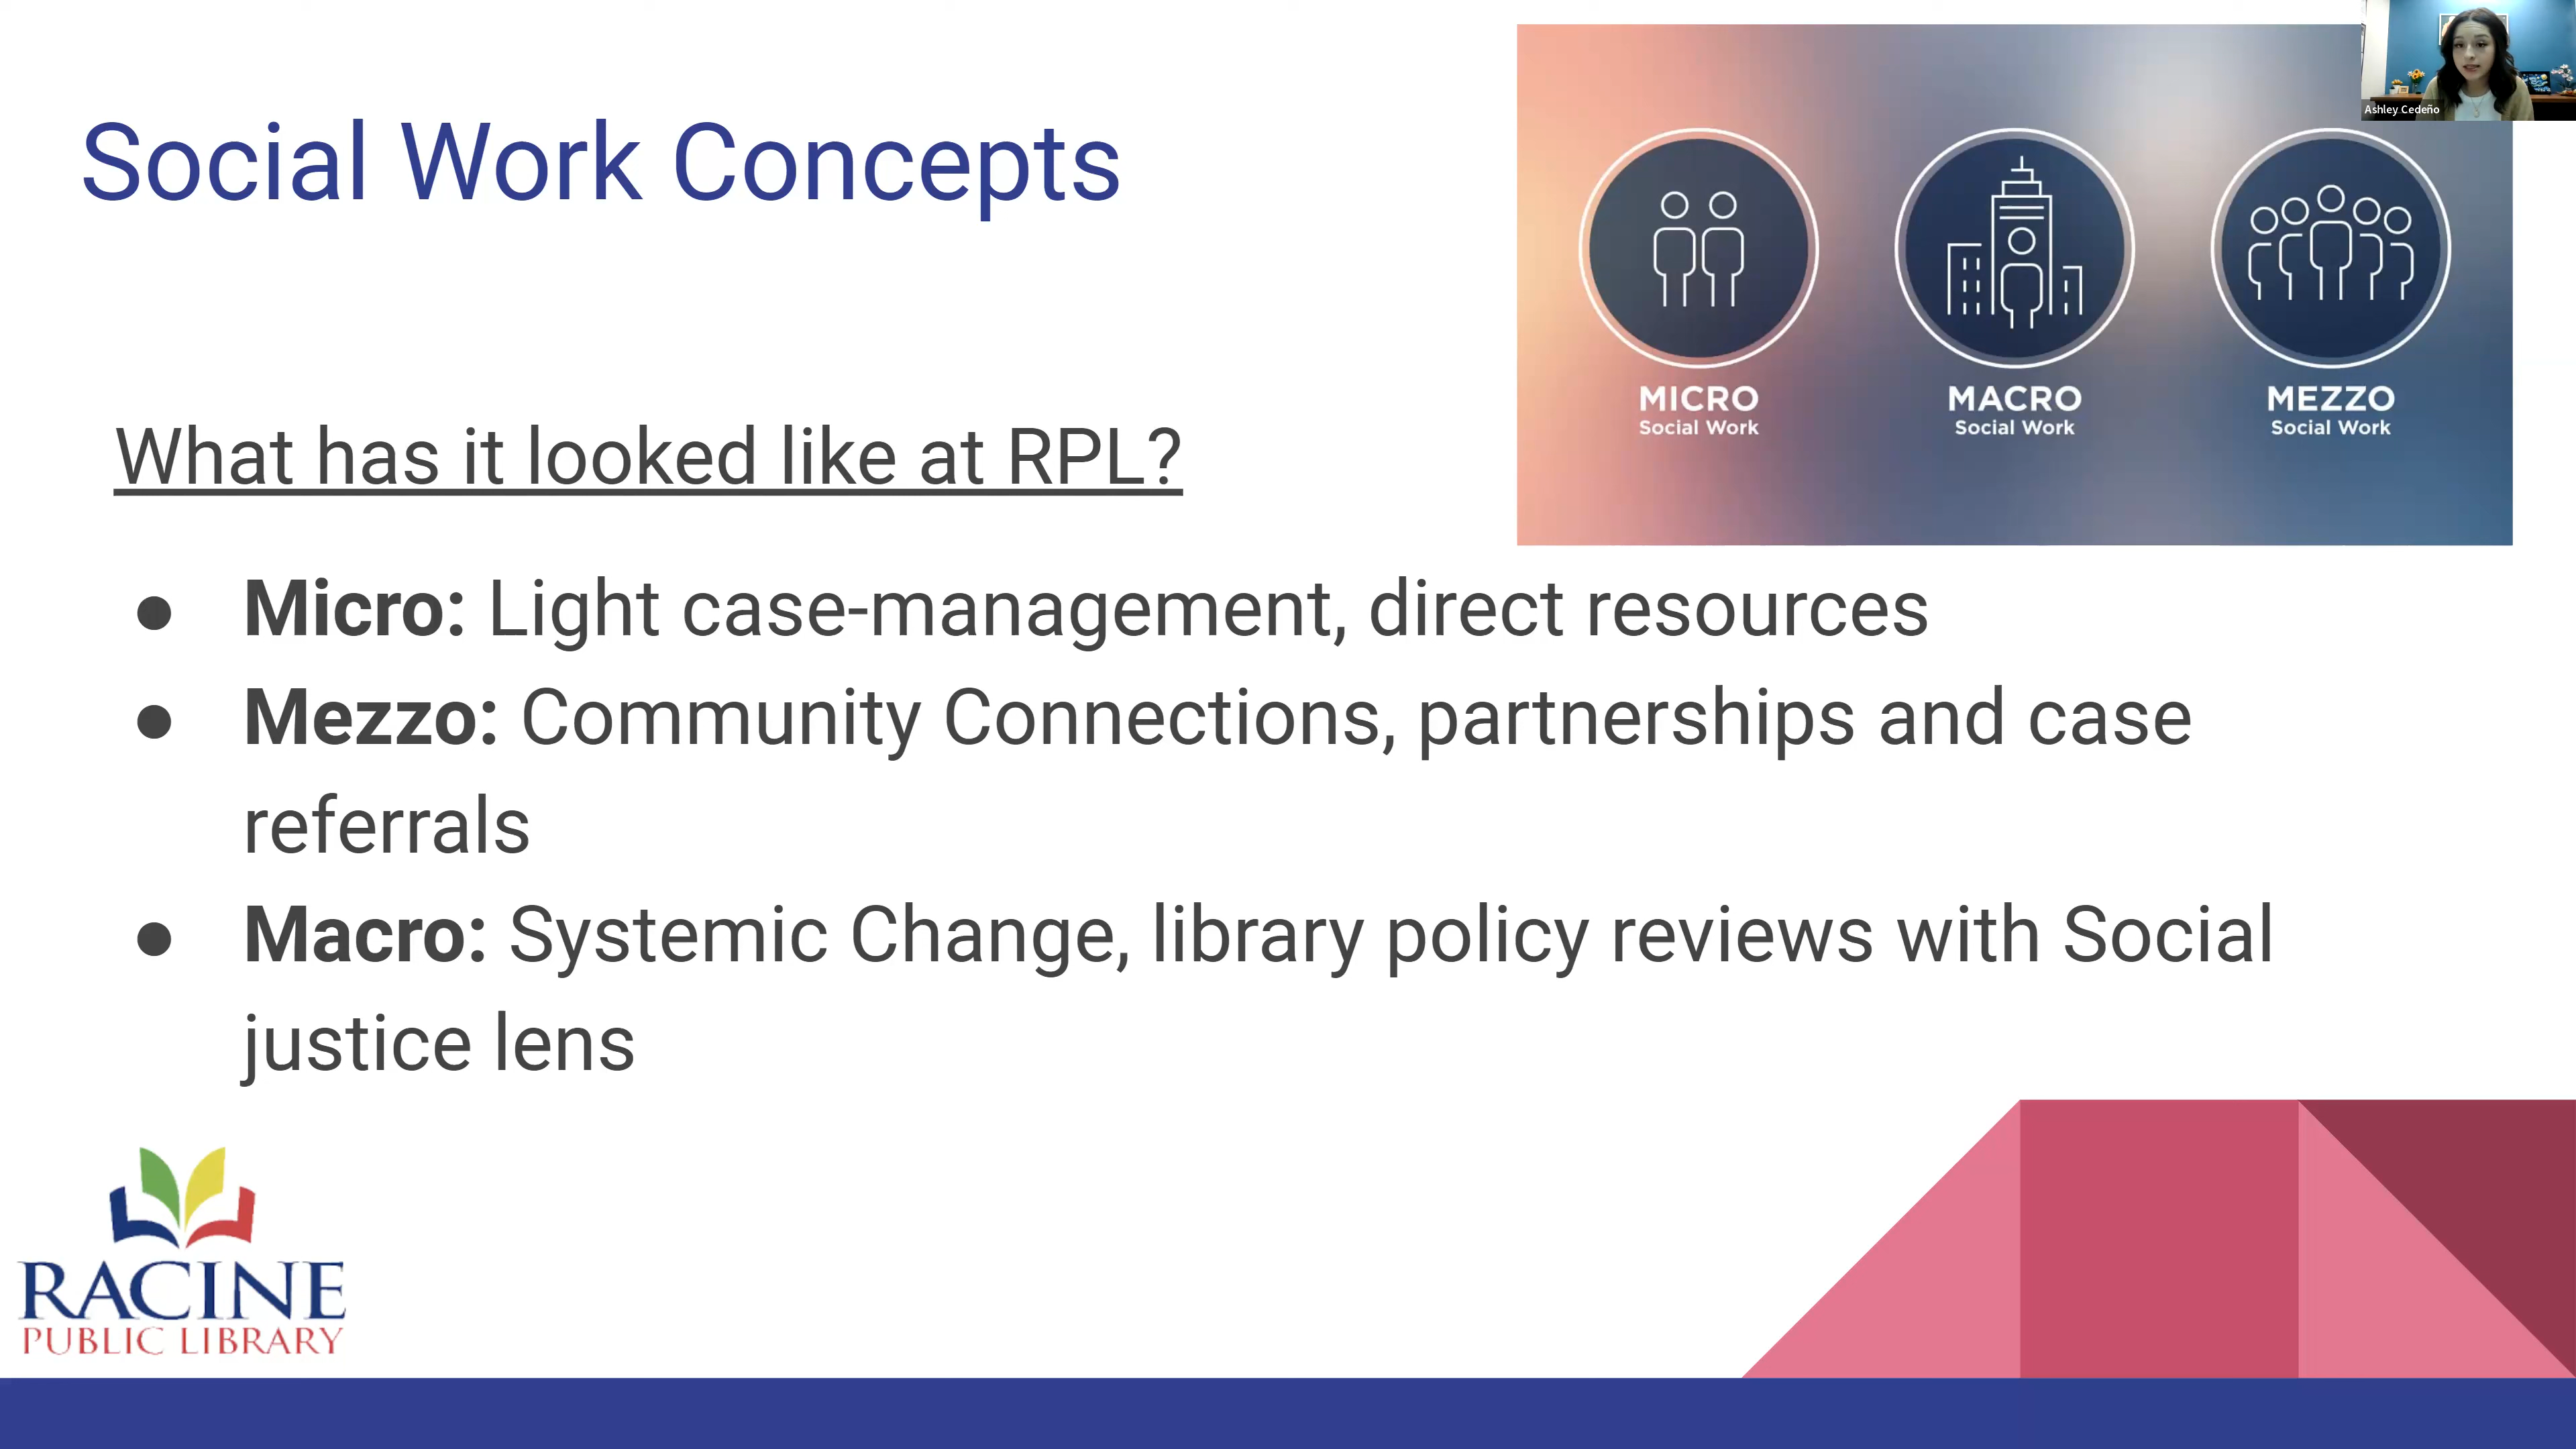 Social Work Concepts
Ashley Cedeño
MICRO
Social Work
MACRO
Social Work
MEZZO
Social Work
What has it looked like at RPL?
● Micro: Light case-management, direct resources
● Mezzo: Community Connections, partnerships and case
referrals
● Macro: Systemic Change, library policy reviews with Social
justice lens
RACINE
PUBLIC LIBRARY